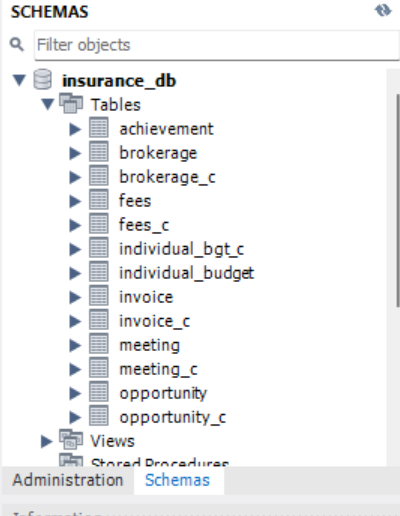 SCHEMAS
Filter objects
insurance_db
Tables
achievement
brokerage
brokerage_c
fees
fees_c
individual_bgt_c
individual_budget
invoice
invoice_c
meeting
meeting_c
opportunity
opportunity_c
Views
Stored Procedures
Administration Schemas
Information